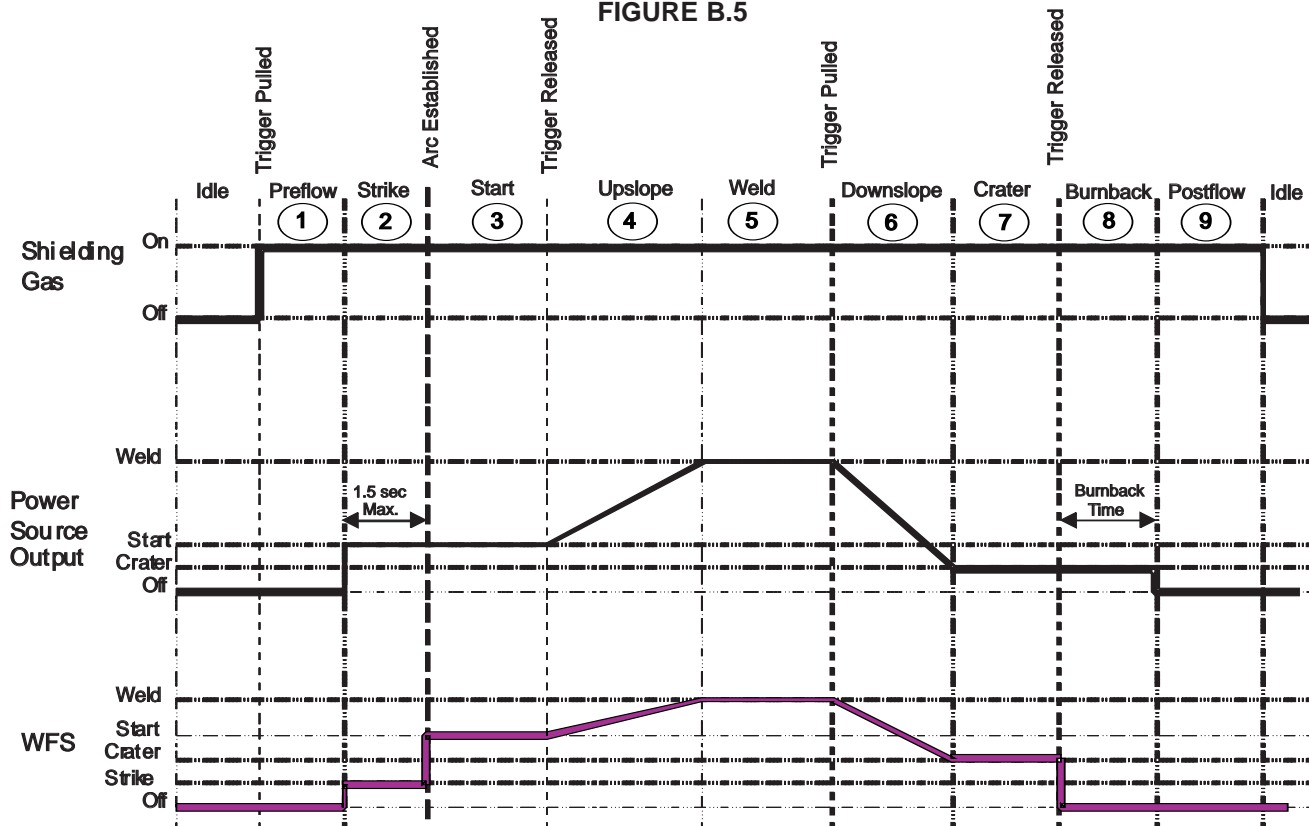 FIGURE B.5
Trigger Pulled
Arc Established
Trigger Released
Trigger Pulled
Trigger Released
Idle Preflow Strike Start Upslope Weld Downslope Crater Burnback Postflow Idle
1 2 3 4 5 6 7 8 9
Shielding
Gas
On
Off
Power
Source
Output
Weld
Start
Crater
Off
1.5 sec
Max.
Burnback
Time
WFS
Weld
Start
Crater
Strike
Off